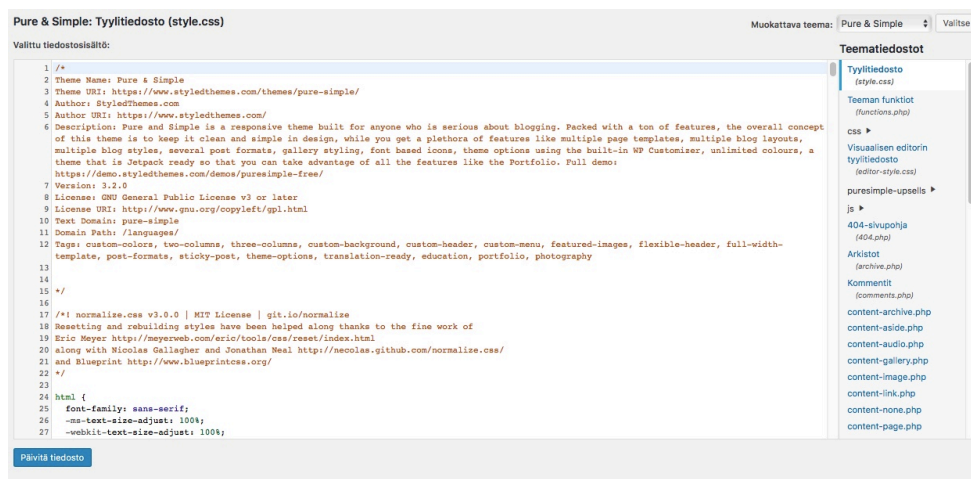 Pure & Simple: Tyylitiedosto (style.css)
Muokattava teema: Pure & Simple Valitse
Valittu tiedostosisältö:
1 /*
2 Theme Name: Pure & Simple
3 Theme URI: https://www.styledthemes.com/themes/pure-simple/
4 Author: StyledThemes.com
5 Author URI: https://www.styledthemes.com/
6 Description: Pure and Simple is a responsive theme built for anyone who is serious about blogging. Packed with a ton of features, the overall concept
of this theme is to keep it clean and simple in design, while you get a plethora of features like multiple page templates, multiple blog layouts,
multiple blog styles, several post formats, gallery styling, font based icons, theme options using the built-in WP Customizer, unlimited colours, a
theme that is Jetpack ready so that you can take advantage of all the features like the Portfolio. Full demo:
https://demo.styledthemes.com/demos/puresimple-free/
7 Version: 3.2.0
8 License: GNU General Public License v3 or later
9 License URI: http://www.gnu.org/copyleft/gpl.html
10 Text Domain: pure-simple
11 Domain Path: /languages/
12 Tags: custom-colors, two-columns, three-columns, custom-background, custom-header, custom-menu, featured-images, flexible-header, full-width-
template, post-formats, sticky-post, theme-options, translation-ready, education, portfolio, photography
13
14
15 */
16
17 /*! normalize.css v3.0.0 | MIT License | git.io/normalize
18 Resetting and rebuilding styles have been helped along thanks to the fine work of
19 Eric Meyer http://meyerweb.com/eric/tools/css/reset/index.html
20 along with Nicolas Gallagher and Jonathan Neal http://necolas.github.com/normalize.css/
21 and Blueprint http://www.blueprintcss.org/
22 */
23
24 html {
25 font-family: sans-serif;
26 -ms-text-size-adjust: 100%;
27 -webkit-text-size-adjust: 100%;
Teematiedostot
Tyylitiedosto
(style.css)
Teeman funktiot
(functions.php)
css
Visuaalisen editorin
tyylitiedosto
(editor-style.css)
puresimple-upsells
js
404-sivupohja
(404.php)
Arkistot
(archive.php)
Kommentit
(comments.php)
content-archive.php
content-aside.php
content-audio.php
content-gallery.php
content-image.php
content-link.php
content-none.php
content-page.php
Päivitä tiedosto